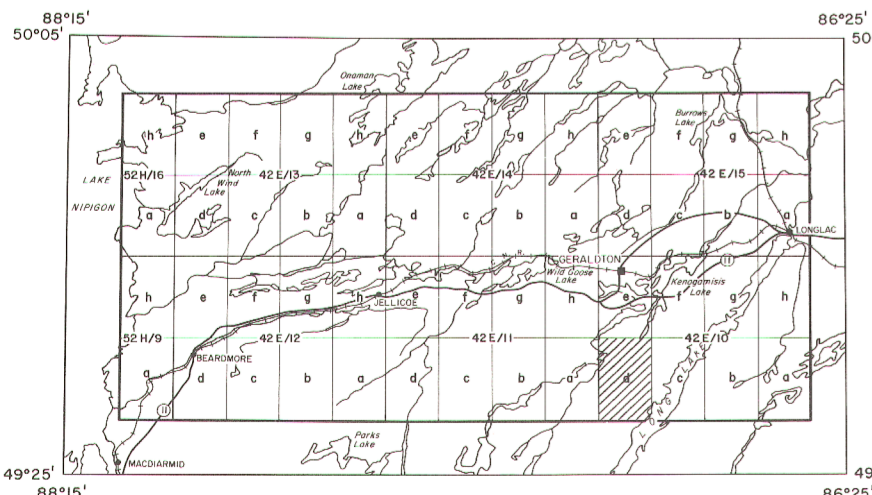 88°15'
86°25'
50°05'
50
Onaman
Lake
Burrows
Lake
h e f g h e f g h e f g h
LAKE
NIPIGON
52H/16
North
Wind
Lake
42E/13
42E/14
42E/15
a d c b a d c b a d c b a
LONGLAC
C.N.R.
GERALDTON
Wild Goose
Lake
11
Kenogamisis
Lake
h e f g h e f g h e f g h
JELLICOE
52H/9
42E/12
42E/11
42E/10
BEARDMORE
LONG LAKE
a d c b a d c b a d c b a
11
Parks
Lake
MACDIARMID
49°25'
49
88°15'
86°25'